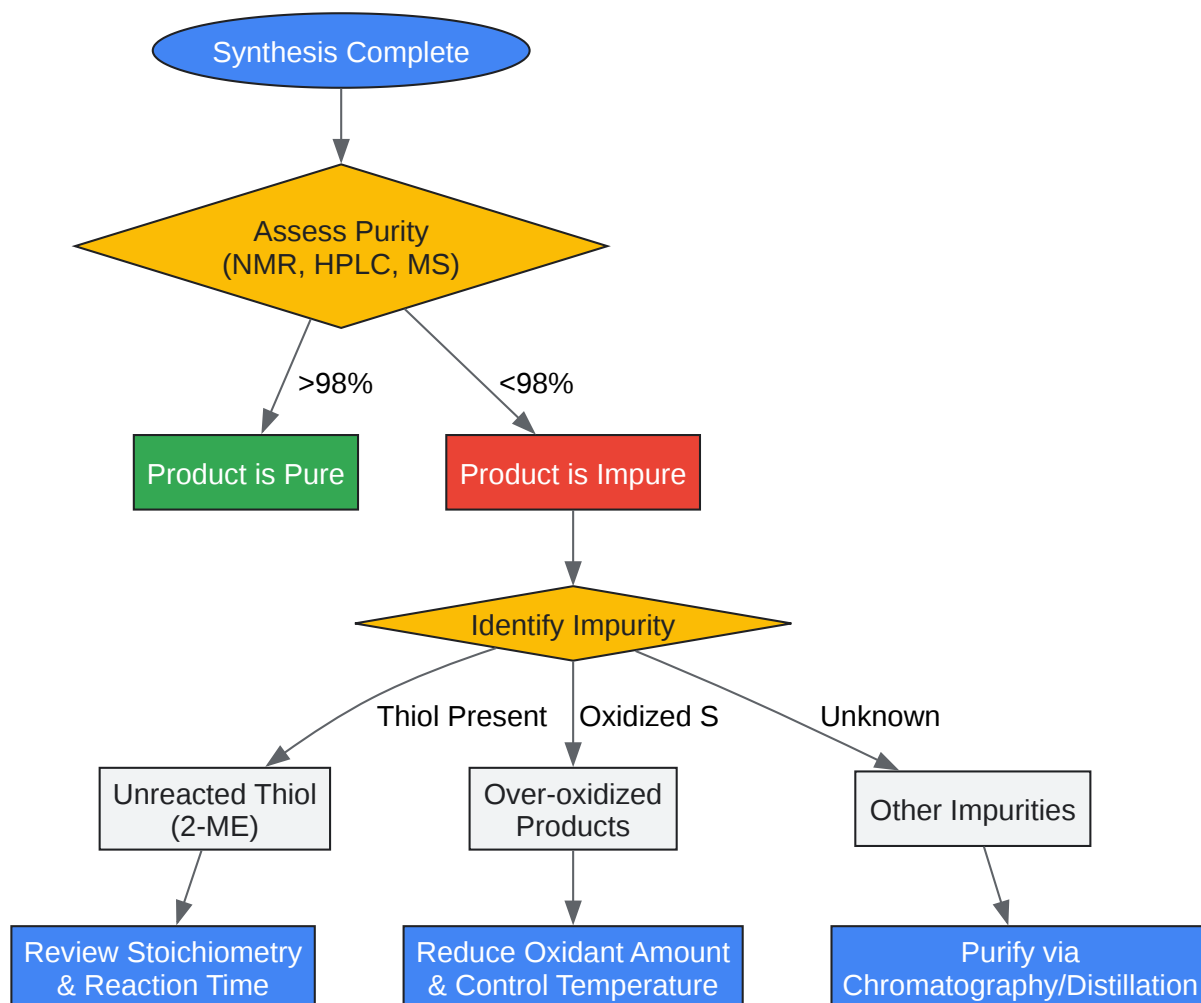 Synthesis Complete
Assess Purity
(NMR, HPLC, MS)
>98%
<98%
Product is Pure
Product is Impure
Identify Impurity
Thiol Present
Oxidized S
Unknown
Unreacted Thiol
(2-ME)
Over-oxidized
Products
Other Impurities
Review Stoichiometry
& Reaction Time
Reduce Oxidant Amount
& Control Temperature
Purify via
Chromatography/Distillation